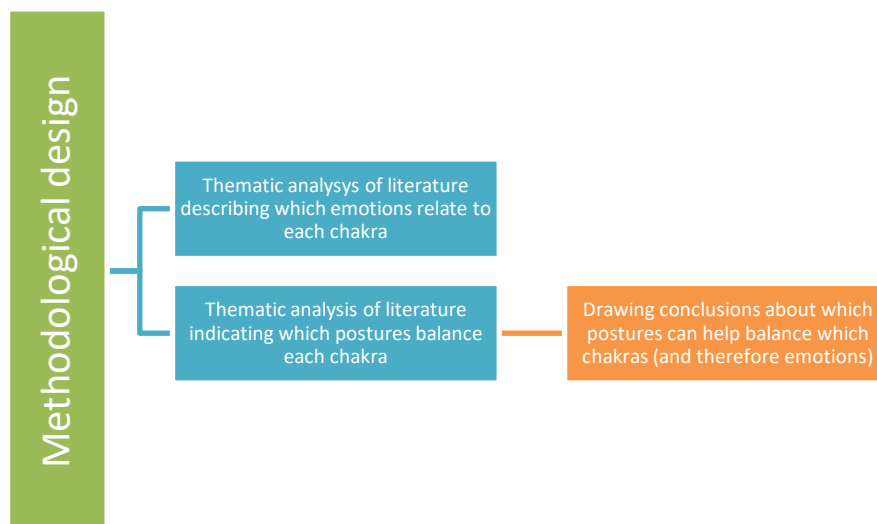 Methodological design
Thematic analysys of literature
describing which emotions relate to
each chakra
Thematic analysis of literature
indicating which postures balance
each chakra
Drawing conclusions about which
postures can help balance which
chakras (and therefore emotions)